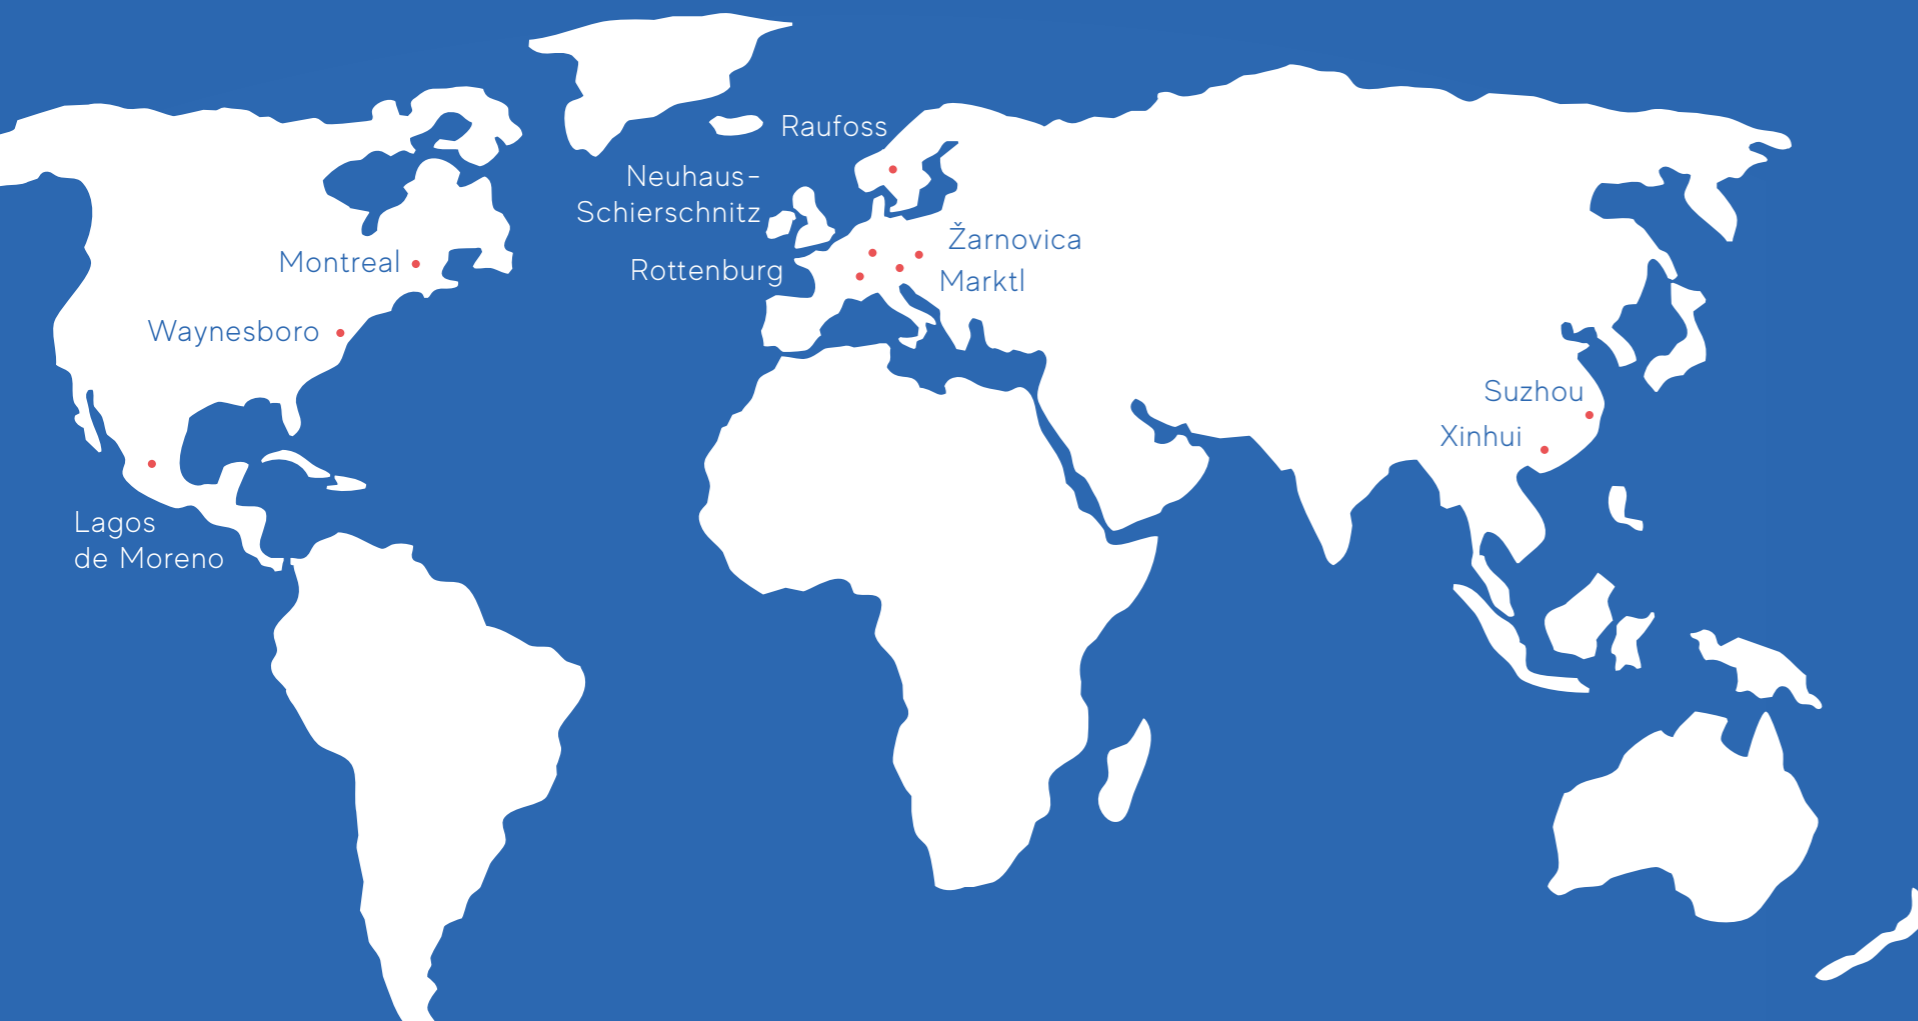 Raufoss
Neuhaus-
Schierschnitz
Žarnovica
Montreal
Rottenburg
Marktl
Waynesboro
Suzhou
Xinhui
Lagos
de Moreno